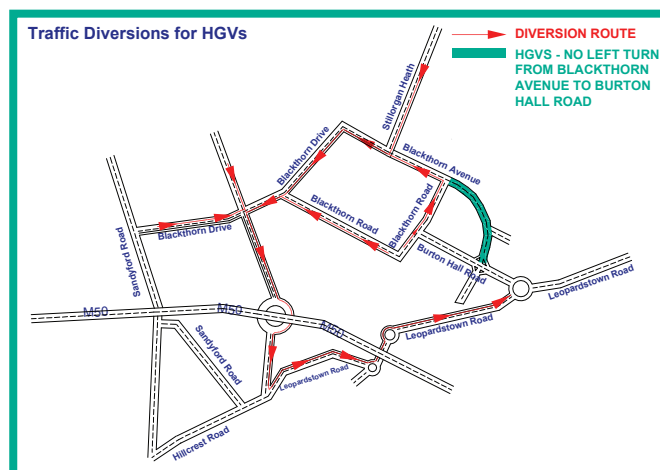 Traffic Diversions for HGVs
DIVERSION ROUTE
HGVS - NO LEFT TURN
FROM BLACKTHORN
AVENUE TO BURTON
HALL ROAD
Stillorgan Heath
Blackthorn Drive
Blackthorn Avenue
Blackthorn Road
Blackthorn Road
Blackthorn Drive
Sandyford Road
Burton Hall Road
Leopardstown Road
M50
M50
M50
Leopardstown Road
Sandyford Road
Leopardstown Road
Hillcrest Road